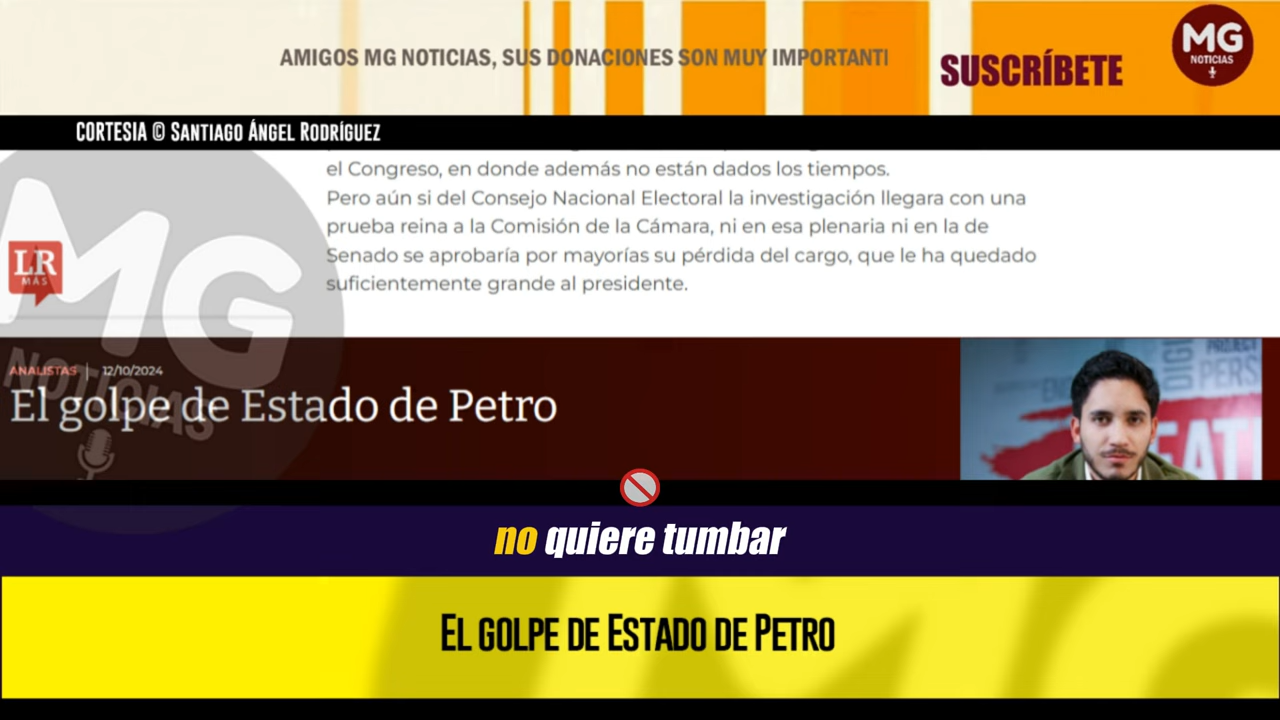 AMIGOS MG NOTICIAS, SUS DONACIONES SON MUY IMPORTANTI
SUSCRÍBETE
MG
NOTICIAS
CORTESIA © SANTIAGO ÁNGEL RODRÍGUEZ
el Congreso, en donde además no están dados los tiempos.
Pero aún si del Consejo Nacional Electoral la investigación llegara con una
prueba reina a la Comisión de la Cámara, ni en esa plenaria ni en la de
Senado se aprobaría por mayorías su pérdida del cargo, que le ha quedado
suficientemente grande al presidente.
LR
MÁS
MG
NOTICIAS
ANALISTAS | 12/10/2024
El golpe de Estado de Petro
no quiere tumbar
EL GOLPE DE ESTADO DE PETRO